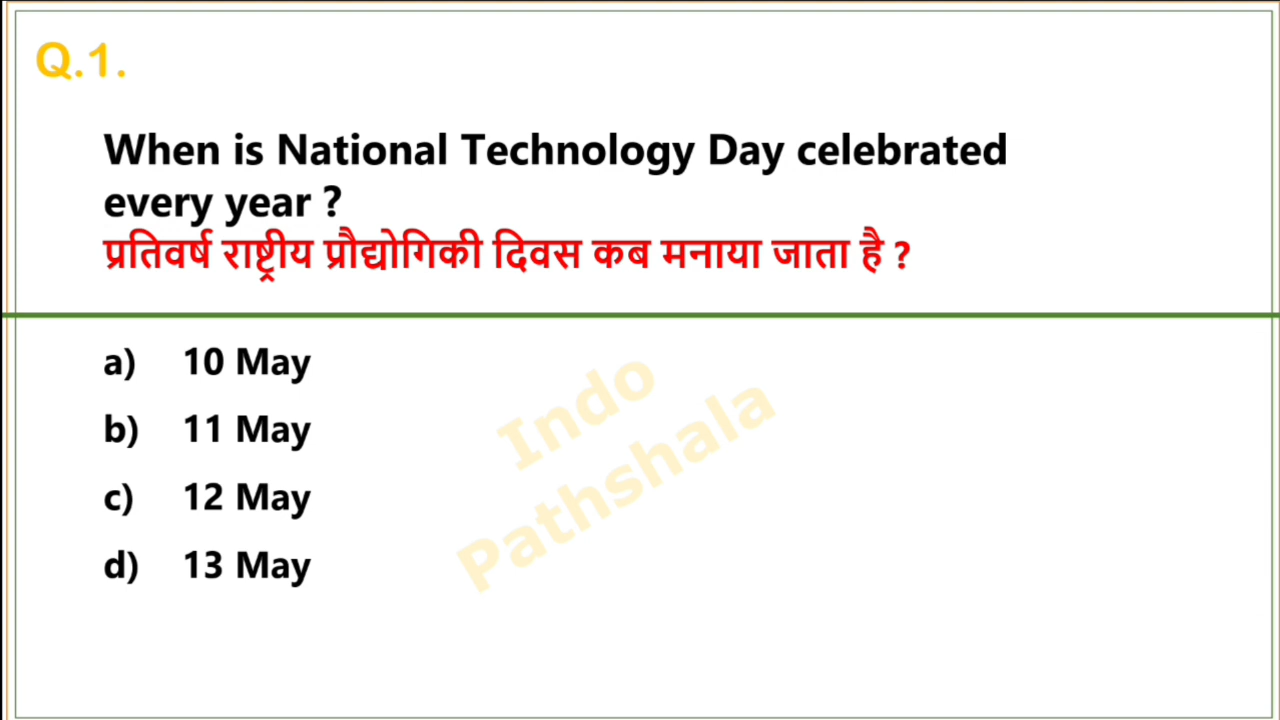 Q.1.
When is National Technology Day celebrated
every year ?
प्रतिवर्ष राष्ट्रीय प्रौद्योगिकी दिवस कब मनाया जाता है ?
a) 10 May
b) 11 May
c) 12 May
d) 13 May
Indo
Pathshala